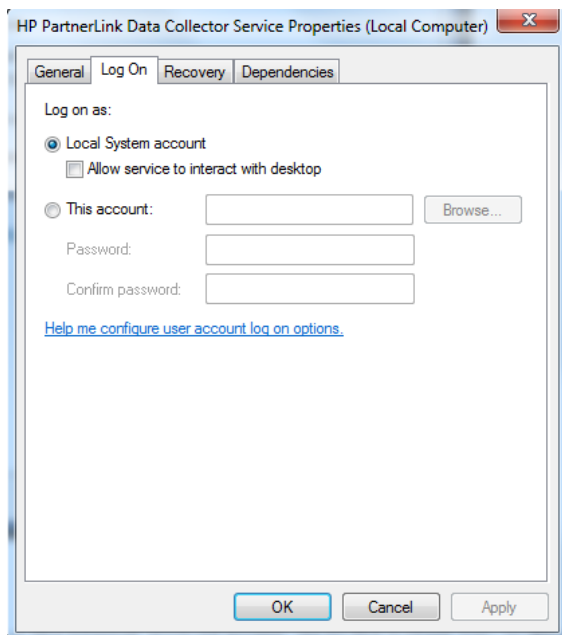 HP PartnerLink Data Collector Service Properties (Local Computer)
General Log On Recovery Dependencies
Log on as:
Local System account
Allow service to interact with desktop
This account: Browse...
Password:
Confirm password:
Help me configure user account log on options.
OK Cancel Apply